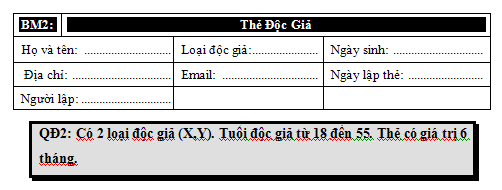 BM2: Thẻ Độc Giả
Họ và tên: ........................... Loại độc giả:..................... Ngày sinh: .........................
Địa chỉ: ................................ Email: ............................... Ngày lập thẻ: ...................
Người lập: ............................
QĐ2: Có 2 loại độc giả (X,Y). Tuổi độc giả từ 18 đến 55. Thẻ có giá trị 6
tháng.